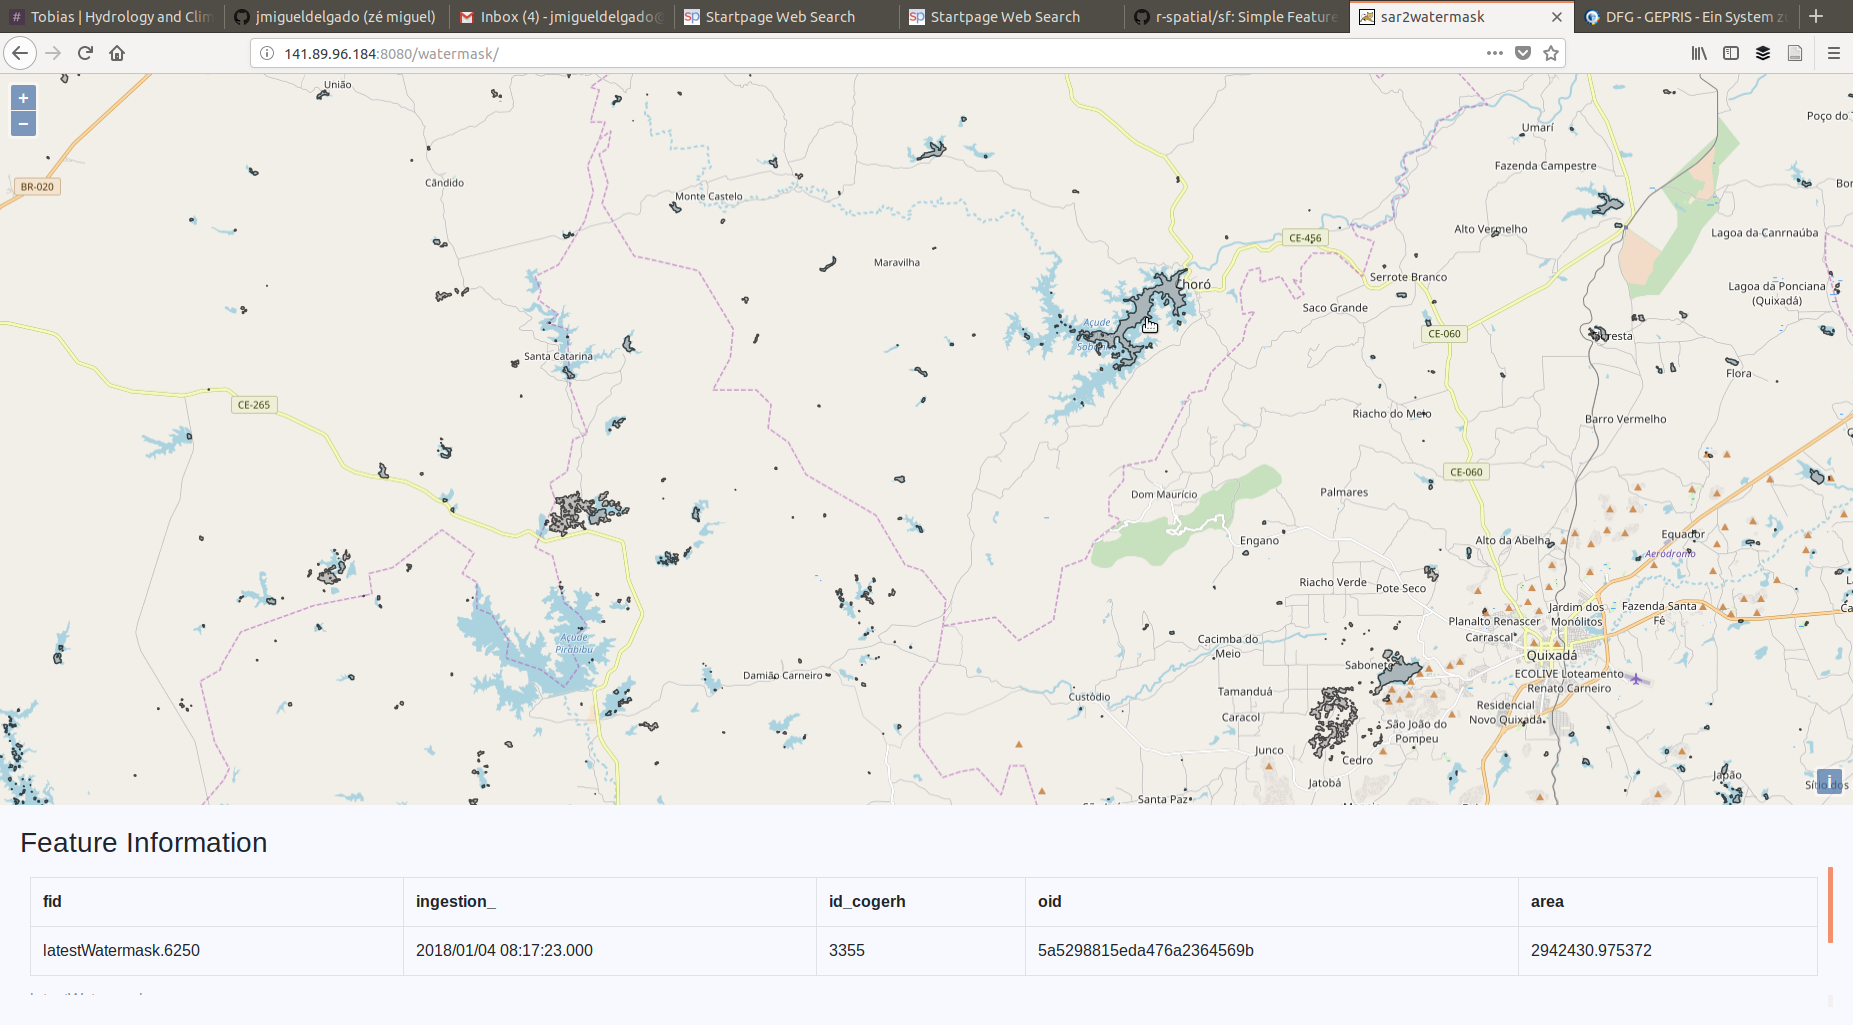 Tobias | Hydrology and Clim
jmigueldelgado (zé miguel)
Inbox (4) - jmigueldelgado@
Startpage Web Search
Startpage Web Search
r-spatial/sf: Simple Feature
sar2watermask
DFG - GEPRIS - Ein System zu
141.89.96.184:8080/watermask/
+
−
União
Umarí
Poço do
Fazenda Campestre
BR-020
Cândido
Monte Castelo
Alto Vermelho
Lagoa da Canrnaúba
CE-456
Maravilha
Serrote Branco
Choró
Lagoa da Ponciana
(Quixadá)
Saco Grande
Açude
CE-060
Santa Catarina
Flora
CE-265
Riacho do Meio
Barro Vermelho
CE-060
Dom Maurício
Palmares
Equador
Engano
Alto da Abelha
Aeródromo
Riacho Verde
Pote Seco
Jardim dos
Monólitos
Fazenda Santa
Fé
Planalto Renascer
Carrascal
Açude
Pirabibu
Cacimba do
Meio
Quixadá
Damião Carneiro
ECOLIVE Loteamento
Renato Carneiro
Custódio
Tamanduá
Residencial
Novo Quixadá
Caracol
São João do
Pompeu
Junco
Cedro
Jatobá
Japão
Santa Paz
i
Feature Information
fid ingestion_ id_cogerh oid area
latestWatermask.6250 2018/01/04 08:17:23.000 3355 5a5298815eda476a2364569b 2942430.975372